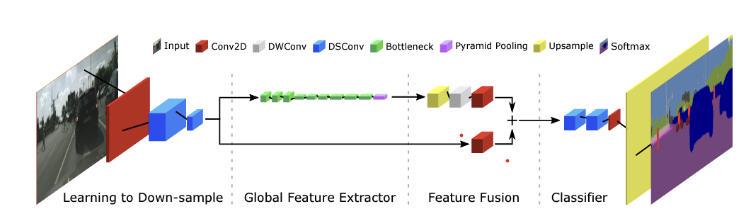 Input Conv2D DWConv DSConv Bottleneck Pyramid Pooling Upsample Softmax
+
Learning to Down-sample Global Feature Extractor Feature Fusion Classifier